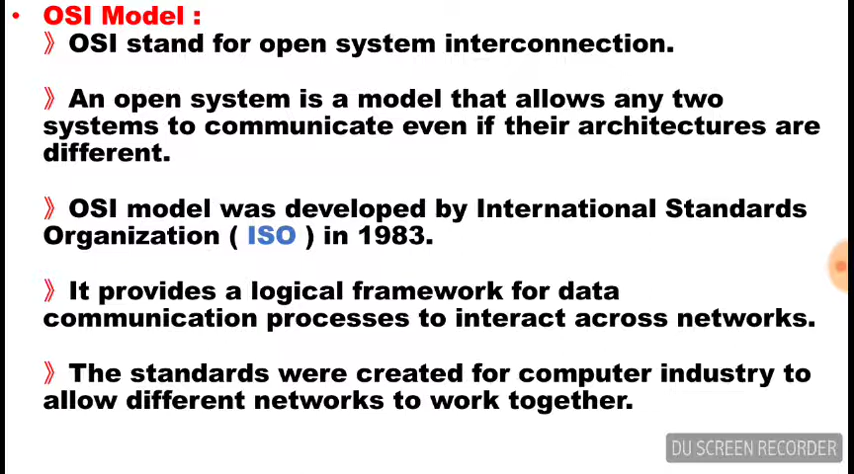 • OSI Model :
》 OSI stand for open system interconnection.
》 An open system is a model that allows any two
systems to communicate even if their architectures are
different.
》 OSI model was developed by International Standards
Organization ( ISO ) in 1983.
》 It provides a logical framework for data
communication processes to interact across networks.
》 The standards were created for computer industry to
allow different networks to work together.
DU SCREEN RECORDER